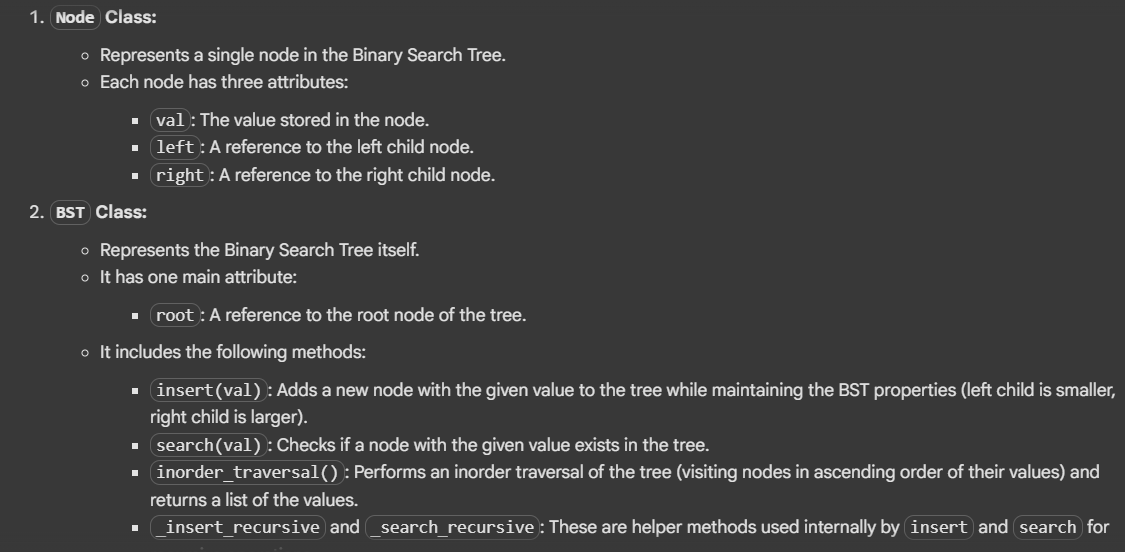 1. Node Class:
Represents a single node in the Binary Search Tree.
Each node has three attributes:
val: The value stored in the node.
left: A reference to the left child node.
right: A reference to the right child node.
2. BST Class:
Represents the Binary Search Tree itself.
It has one main attribute:
root: A reference to the root node of the tree.
It includes the following methods:
insert(val): Adds a new node with the given value to the tree while maintaining the BST properties (left child is smaller,
right child is larger).
search(val): Checks if a node with the given value exists in the tree.
inorder_traversal(): Performs an inorder traversal of the tree (visiting nodes in ascending order of their values) and
returns a list of the values.
_insert_recursive and _search_recursive: These are helper methods used internally by insert and search for